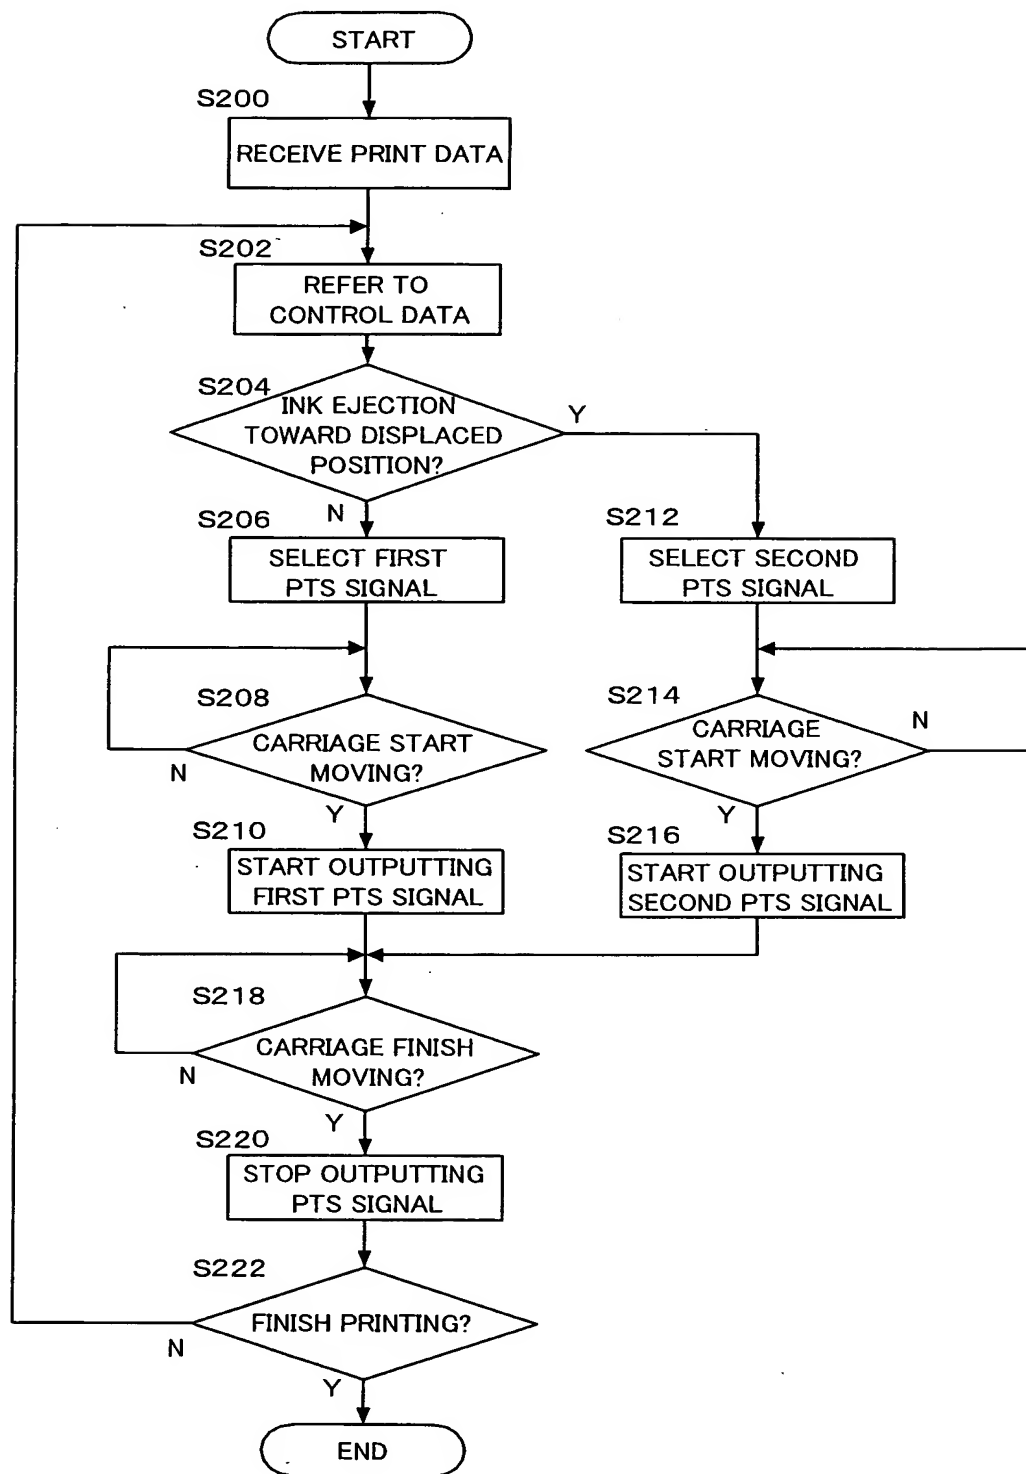 START
S200
RECEIVE PRINT DATA
S202
REFER TO
CONTROL DATA
S204
INK EJECTION
TOWARD DISPLACED
POSITION?
Y
N
S206
SELECT FIRST
PTS SIGNAL
S212
SELECT SECOND
PTS SIGNAL
S208
CARRIAGE START
MOVING?
N
Y
S214
CARRIAGE
START MOVING?
N
Y
S210
START OUTPUTTING
FIRST PTS SIGNAL
S216
START OUTPUTTING
SECOND PTS SIGNAL
S218
CARRIAGE FINISH
MOVING?
N
Y
S220
STOP OUTPUTTING
PTS SIGNAL
S222
FINISH PRINTING?
N
Y
END